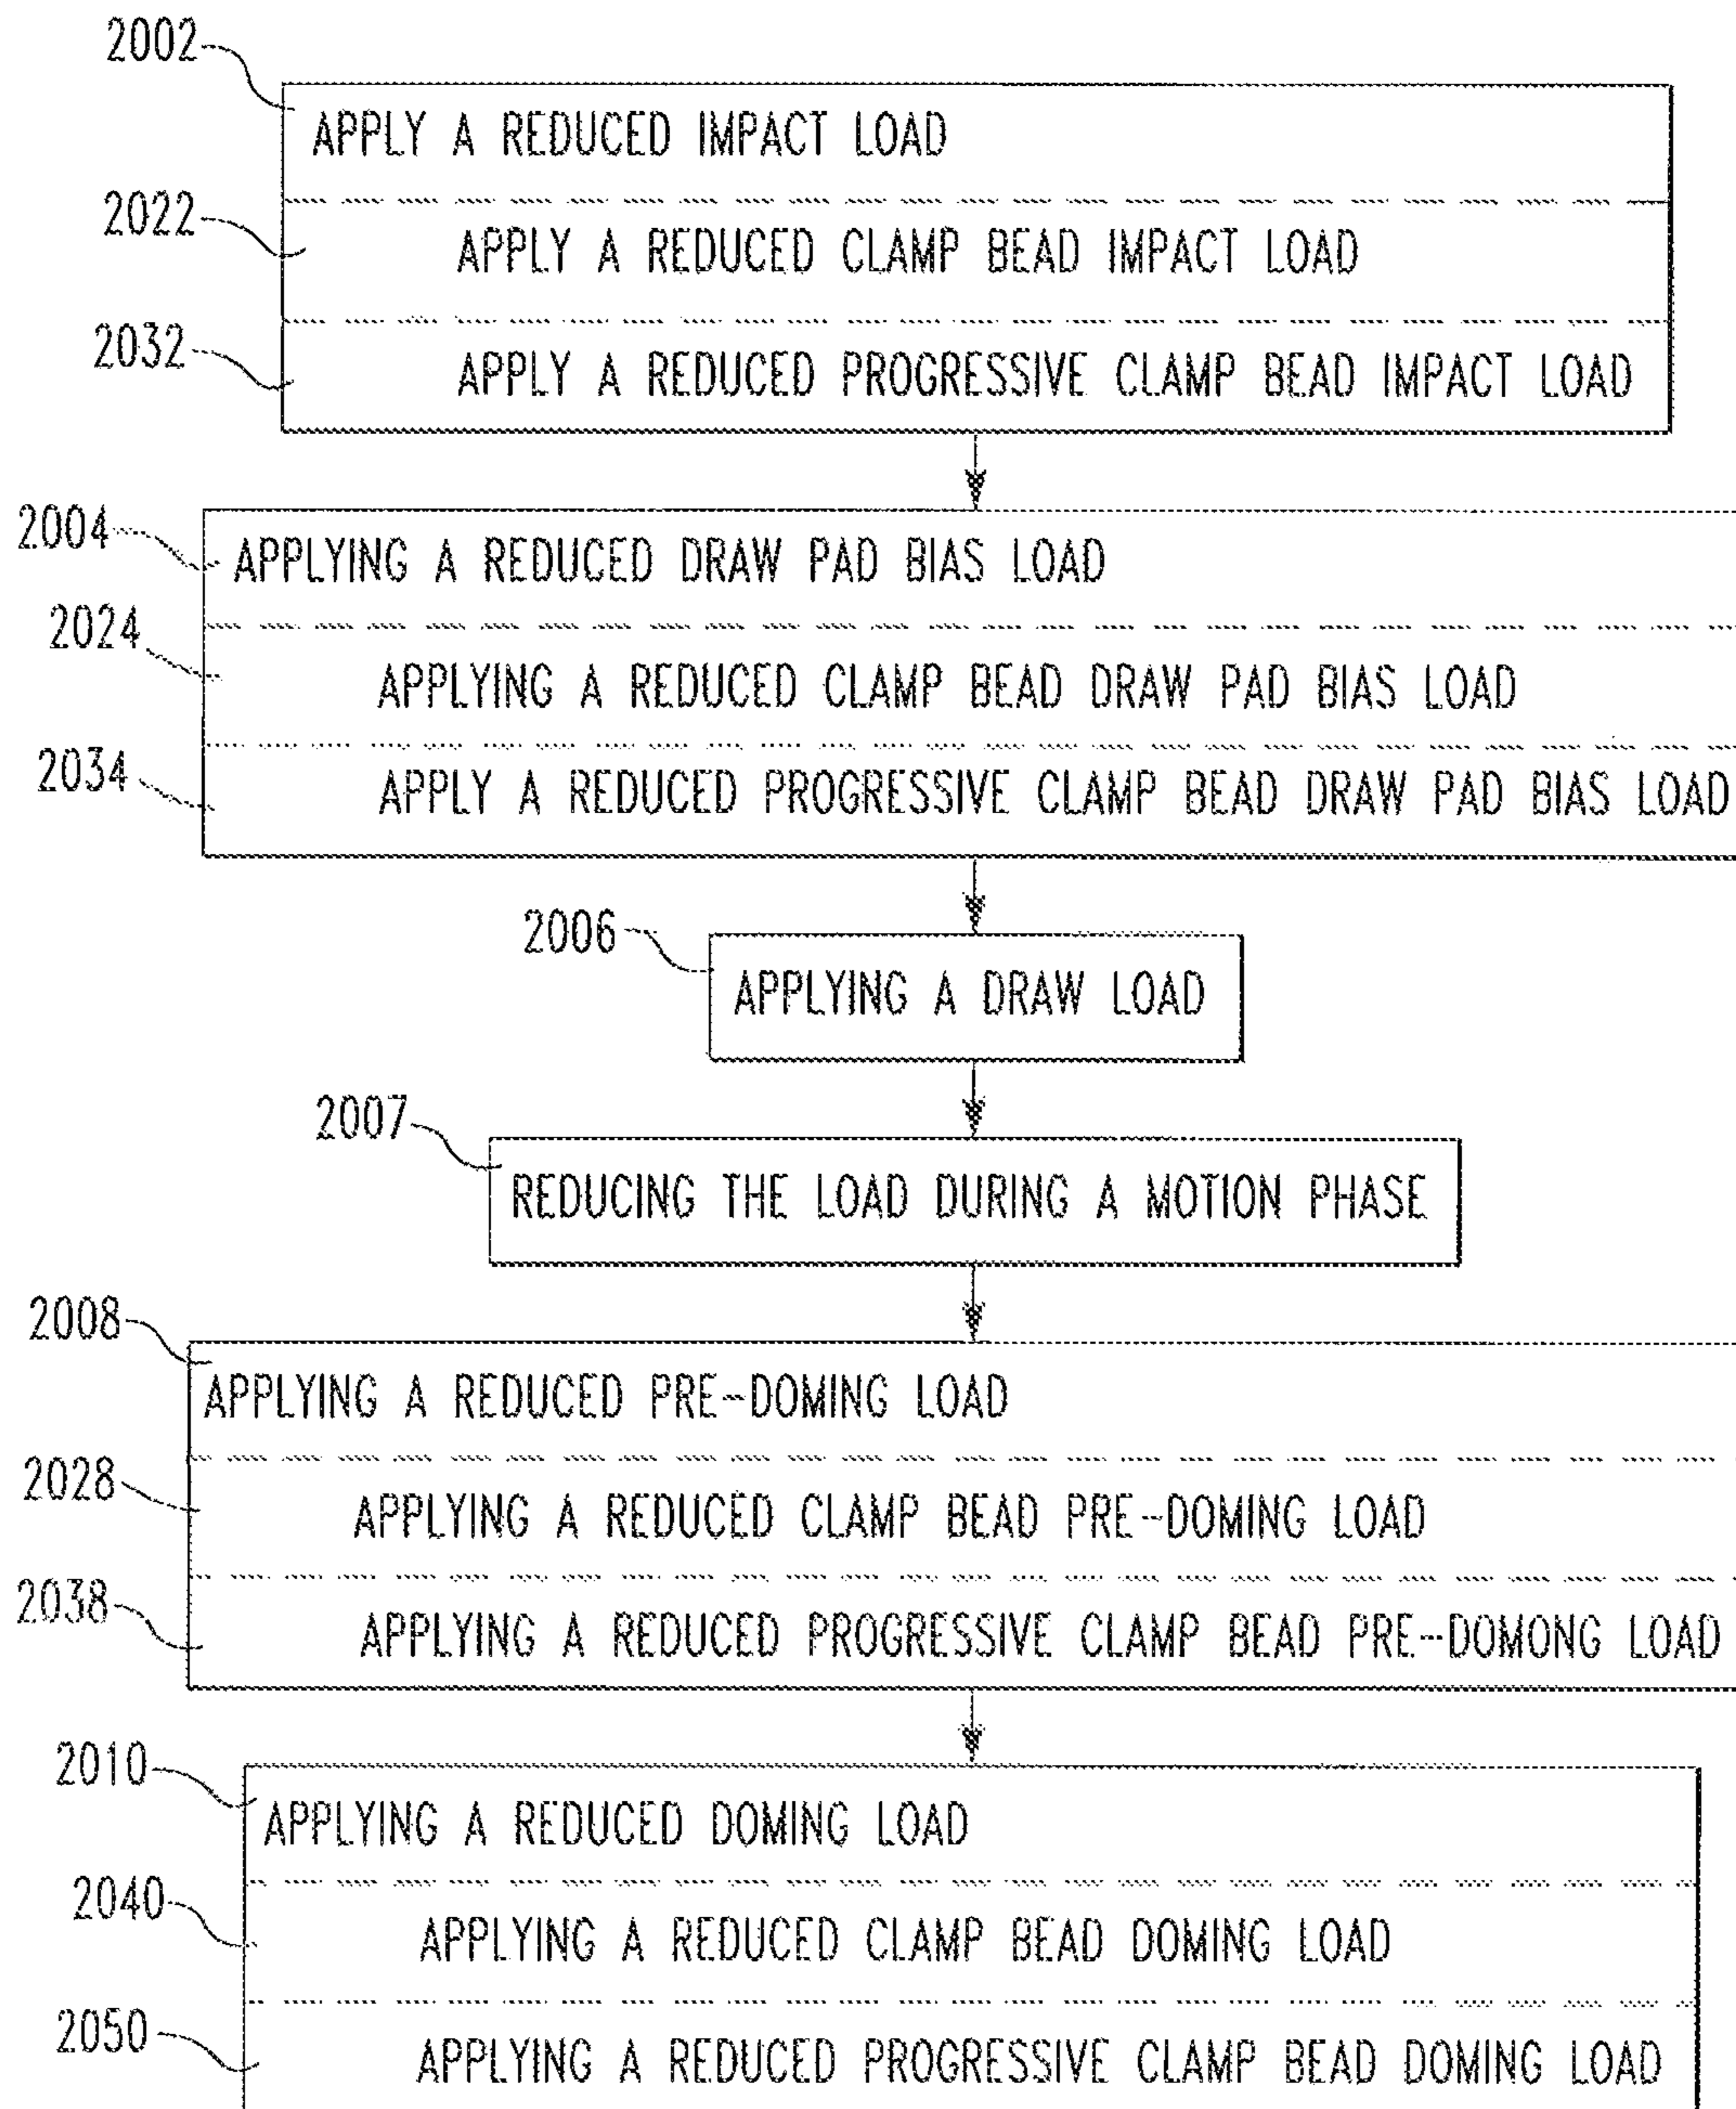 2002
APPLY A REDUCED IMPACT LOAD
2022
APPLY A REDUCED CLAMP BEAD IMPACT LOAD
2032
APPLY A REDUCED PROGRESSIVE CLAMP BEAD IMPACT LOAD
2004
APPLYING A REDUCED DRAW PAD BIAS LOAD
2024
APPLYING A REDUCED CLAMP BEAD DRAW PAD BIAS LOAD
2034
APPLY A REDUCED PROGRESSIVE CLAMP BEAD DRAW PAD BIAS LOAD
2006
APPLYING A DRAW LOAD
2007
REDUCING THE LOAD DURING A MOTION PHASE
2008
APPLYING A REDUCED PRE-DOMING LOAD
2028
APPLYING A REDUCED CLAMP BEAD PRE-DOMING LOAD
2038
APPLYING A REDUCED PROGRESSIVE CLAMP BEAD PRE-DOMONG LOAD
2010
APPLYING A REDUCED DOMING LOAD
2040
APPLYING A REDUCED CLAMP BEAD DOMING LOAD
2050
APPLYING A REDUCED PROGRESSIVE CLAMP BEAD DOMING LOAD